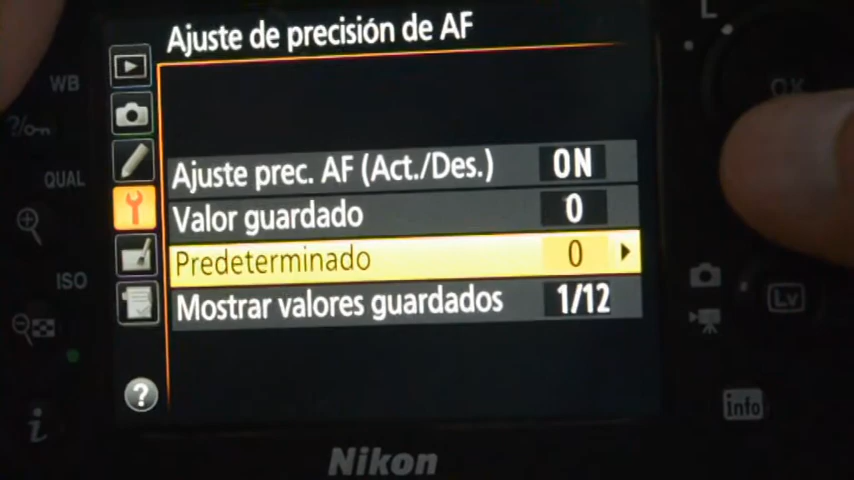 Ajuste de precisión de AF
Ajuste prec. AF (Act./Des.) ON
Valor guardado 0
Predeterminado 0
Mostrar valores guardados 1/12
WB
?/
QUAL
ISO
i
?
L
OK
Lv
info
Nikon